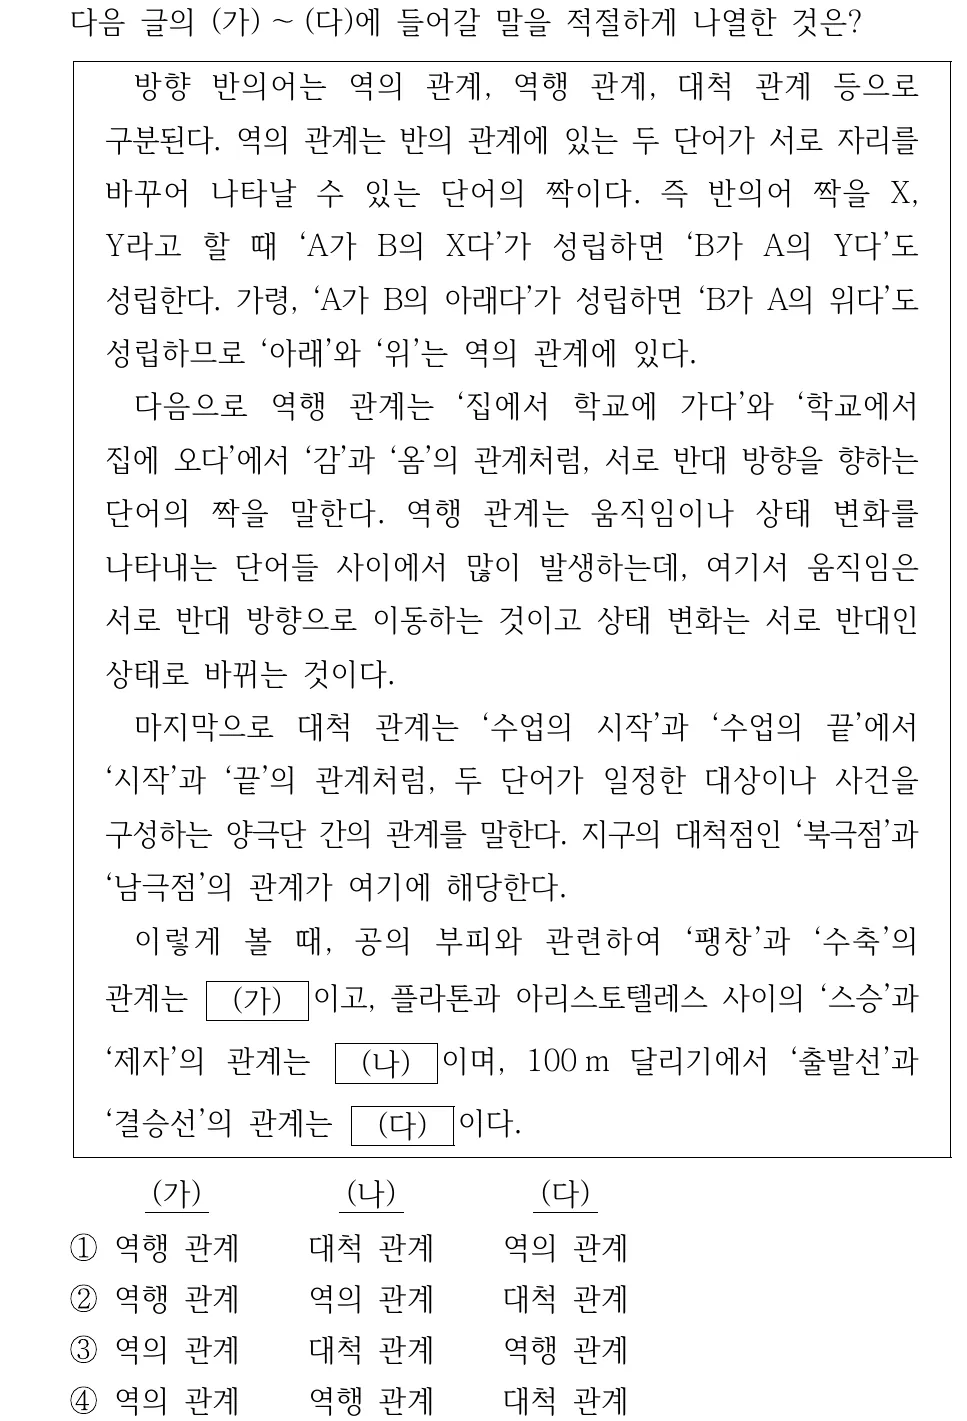 다음 글의 (가) ~ (다)에 들어갈 말을 적절하게 나열한 것은?
방향 반의어는 역의 관계, 역행 관계, 대척 관계 등으로
구분된다. 역의 관계는 반의 관계에 있는 두 단어가 서로 자리를
바꾸어 나타날 수 있는 단어의 짝이다. 즉 반의어 짝을 X,
Y라고 할 때 ‘A가 B의 X다’가 성립하면 ‘B가 A의 Y다’도
성립한다. 가령, ‘A가 B의 아래다’가 성립하면 ‘B가 A의 위다’도
성립하므로 ‘아래’와 ‘위’는 역의 관계에 있다.
다음으로 역행 관계는 ‘집에서 학교에 가다’와 ‘학교에서
집에 오다’에서 ‘감’과 ‘옴’의 관계처럼, 서로 반대 방향을 향하는
단어의 짝을 말한다. 역행 관계는 움직임이나 상태 변화를
나타내는 단어들 사이에서 많이 발생하는데, 여기서 움직임은
서로 반대 방향으로 이동하는 것이고 상태 변화는 서로 반대인
상태로 바뀌는 것이다.
마지막으로 대척 관계는 ‘수업의 시작’과 ‘수업의 끝’에서
‘시작’과 ‘끝’의 관계처럼, 두 단어가 일정한 대상이나 사건을
구성하는 양극단 간의 관계를 말한다. 지구의 대척점인 ‘북극점’과
‘남극점’의 관계가 여기에 해당한다.
이렇게 볼 때, 공의 부피와 관련하여 ‘팽창’과 ‘수축’의
관계는 (가) 이고, 플라톤과 아리스토텔레스 사이의 ‘스승’과
‘제자’의 관계는 (나) 이며, 100 m 달리기에서 ‘출발선’과
‘결승선’의 관계는 (다) 이다.
(가) (나) (다)
① 역행 관계 대척 관계 역의 관계
② 역행 관계 역의 관계 대척 관계
③ 역의 관계 대척 관계 역행 관계
④ 역의 관계 역행 관계 대척 관계